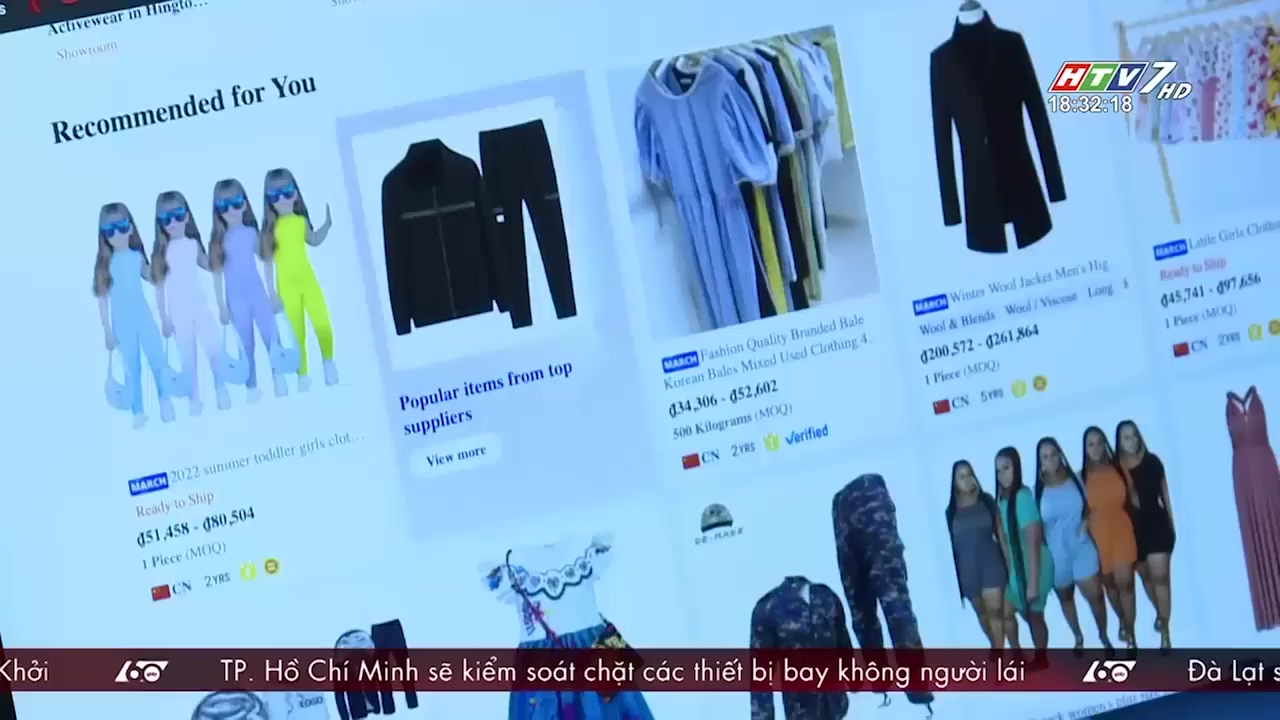 Activewear in Hingto...
Showroom
Recommended for You
HTV7 HD
18:32:18
MARCH 2022 summer toddler girls clot...
Ready to Ship
₫51,458 - ₫80,504
1 Piece (MOQ)
CN 2YRS
Popular items from top
suppliers
View more
MARCH Fashion Quality Branded Bale
Korean Bales Mixed Used Clothing 4...
₫34,306 - ₫52,602
500 Kilograms (MOQ)
CN 2YRS Verified
MARCH Winter Wool Jacket Men's Hig
Wool & Blends Wool / Viscose Long S
₫200,572 - ₫261,864
1 Piece (MOQ)
CN 5YRS
MARCH Little Girls Clothi
Ready to Ship
₫45,741 - ₫97,656
1 Piece (MOQ)
CN 2YRS
Khởi
60 giây
TP. Hồ Chí Minh sẽ kiểm soát chặt các thiết bị bay không người lái
60 giây
Đà Lạt s